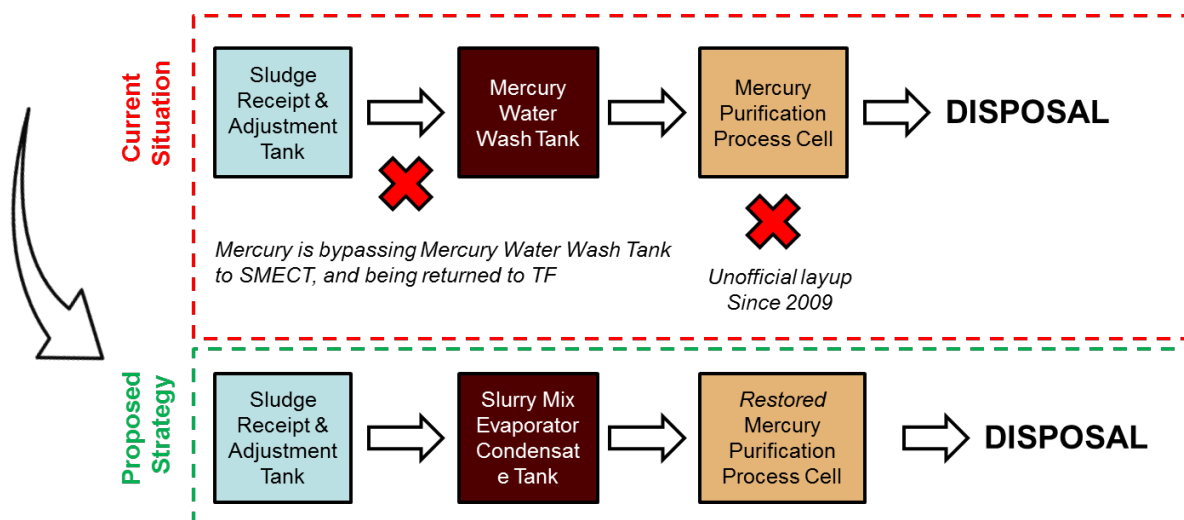 Current
Situation
Sludge
Receipt &
Adjustment
Tank
Mercury
Water
Wash Tank
Mercury
Purification
Process Cell
DISPOSAL
Mercury is bypassing Mercury Water Wash Tank
to SMECT, and being returned to TF
Unofficial layup
Since 2009
Proposed
Strategy
Sludge
Receipt &
Adjustment
Tank
Slurry Mix
Evaporator
Condensat
e Tank
Restored
Mercury
Purification
Process Cell
DISPOSAL